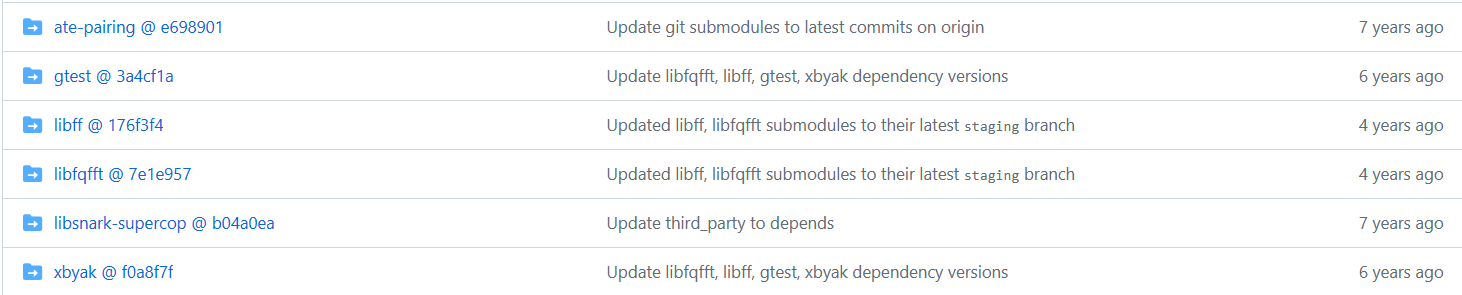 ate-pairing @ e698901 Update git submodules to latest commits on origin 7 years ago
gtest @ 3a4cf1a Update libfqfft, libff, gtest, xbyak dependency versions 6 years ago
libff @ 176f3f4 Updated libff, libfqfft submodules to their latest staging branch 4 years ago
libfqfft @ 7e1e957 Updated libff, libfqfft submodules to their latest staging branch 4 years ago
libsnark-supercop @ b04a0ea Update third_party to depends 7 years ago
xbyak @ f0a8f7f Update libfqfft, libff, gtest, xbyak dependency versions 6 years ago